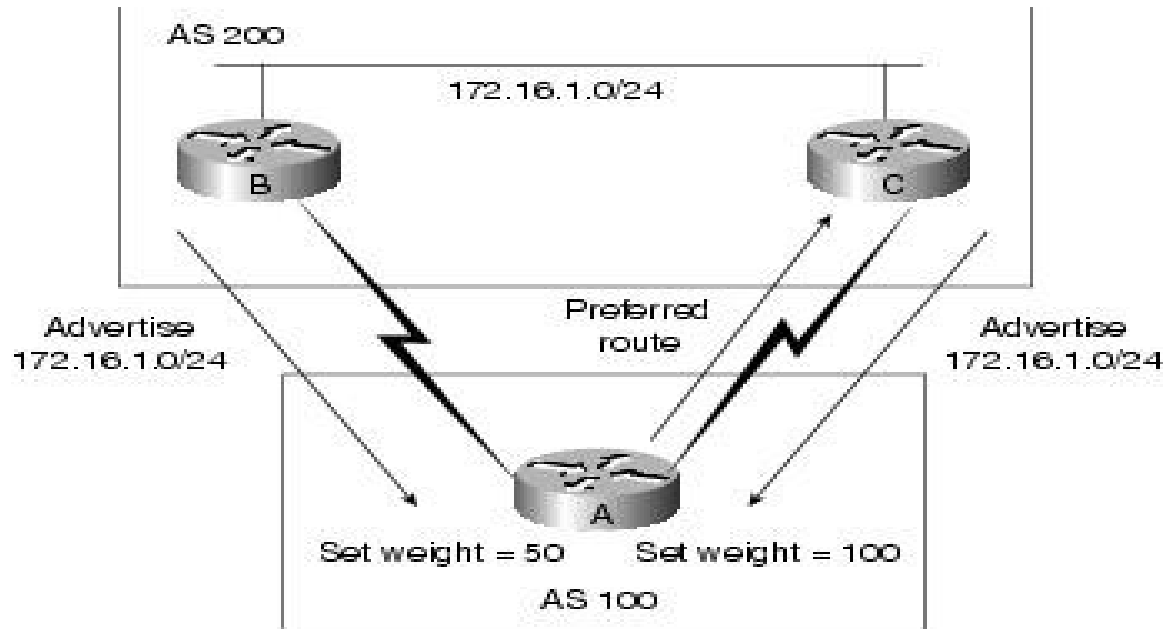 AS 200
172.16.1.0/24
B
C
Advertise
172.16.1.0/24
Preferred
route
Advertise
172.16.1.0/24
A
Set weight = 50
Set weight = 100
AS 100